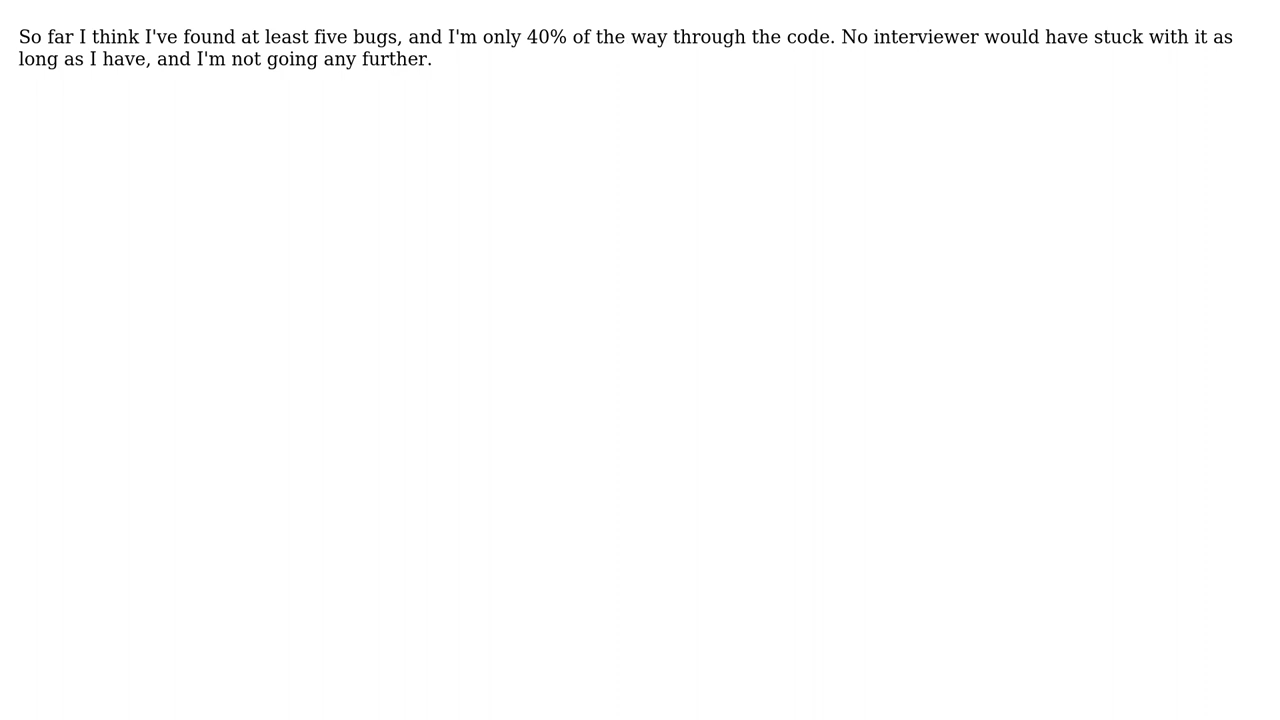 So far I think I've found at least five bugs, and I'm only 40% of the way through the code. No interviewer would have stuck with it as
long as I have, and I'm not going any further.